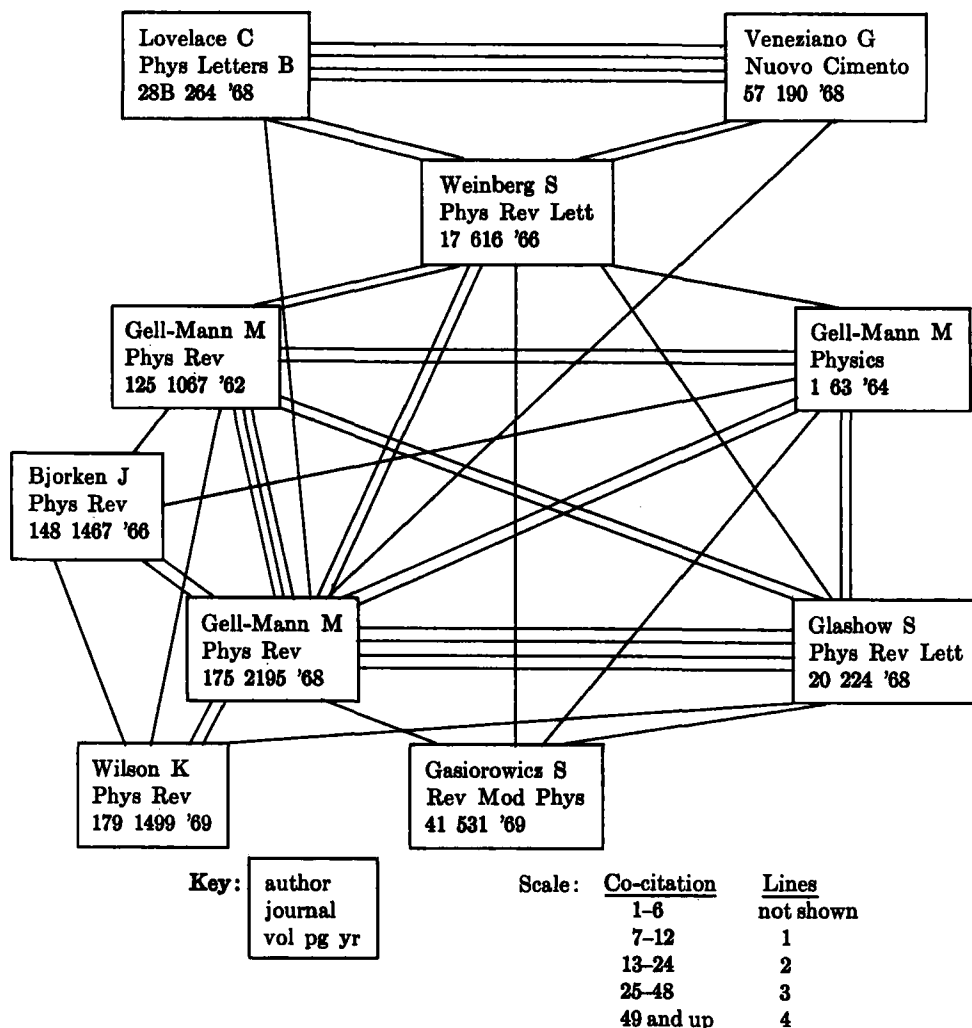 Lovelace C
Phys Letters B
28B 264 '68
Veneziano G
Nuovo Cimento
57 190 '68
Weinberg S
Phys Rev Lett
17 616 '66
Gell-Mann M
Phys Rev
125 1067 '62
Gell-Mann M
Physics
1 63 '64
Bjorken J
Phys Rev
148 1467 '66
Gell-Mann M
Phys Rev
175 2195 '68
Glashow S
Phys Rev Lett
20 224 '68
Wilson K
Phys Rev
179 1499 '69
Gasiorowicz S
Rev Mod Phys
41 531 '69
Key: author
journal
vol pg yr
Scale: Co-citation Lines
1–6 not shown
7–12 1
13–24 2
25–48 3
49 and up 4